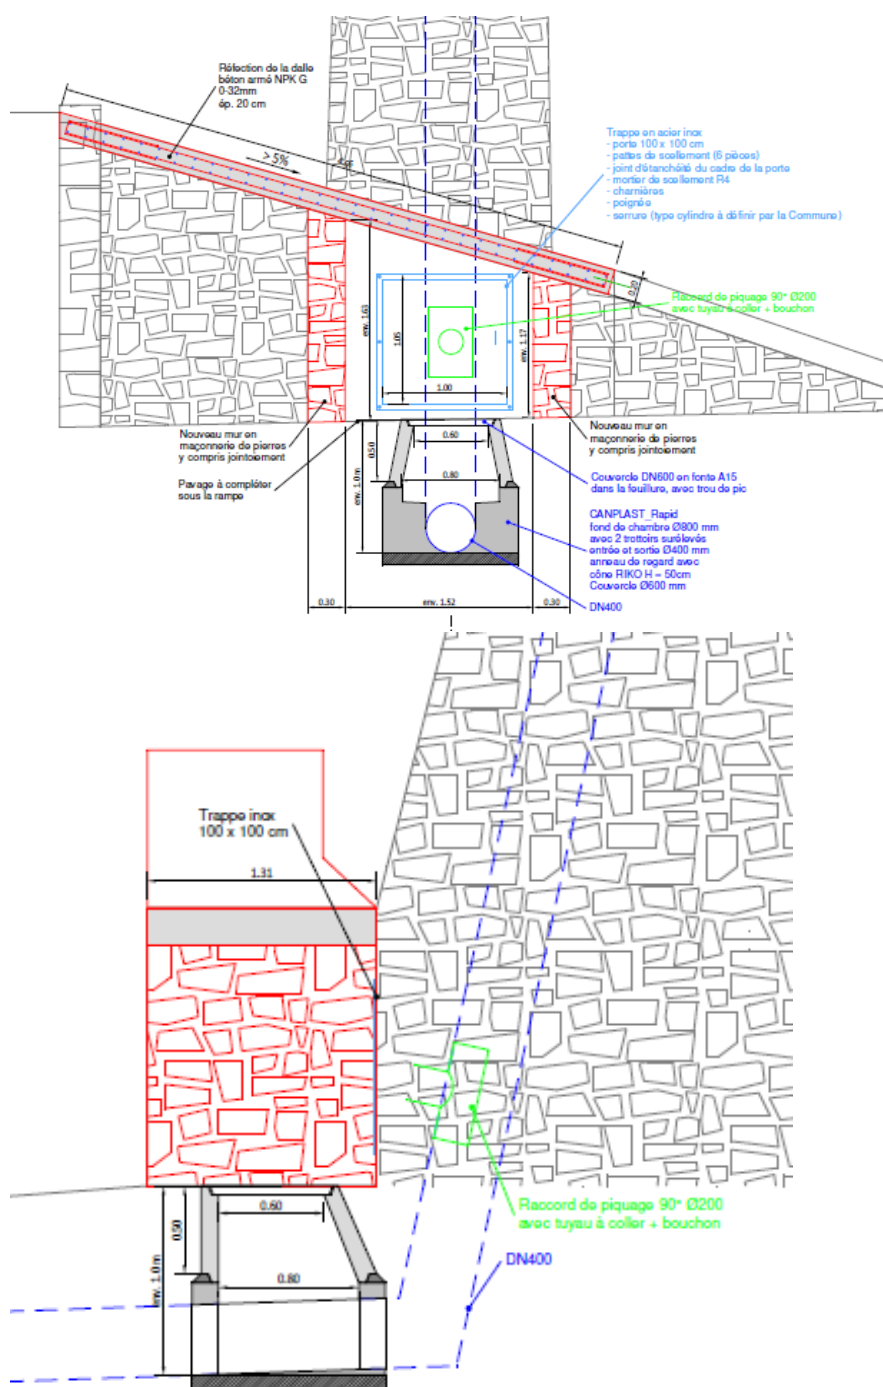 Réfection de la dalle
béton armé NPK G
0-32mm
ép. 20 cm
> 5%
4.66
Trappe en acier inox
- porte 100 x 100 cm
- pattes de scellement (6 pièces)
- joint d'étanchéité du cadre de la porte
- mortier de scellement R4
- charnières
- poignée
- serrure (type cylindre à définir par la Commune)
0.20
Raccord de piquage 90° Ø200
avec tuyau à coller + bouchon
env. 1.63
1.05
env. 1.17
1.00
Nouveau mur en
maçonnerie de pierres
y compris jointoiement
Nouveau mur en
maçonnerie de pierres
y compris jointoiement
Pavage à compléter
sous la rampe
0.60
0.50
0.80
env. 1.0m
Couvercle DN600 en fonte A15
dans la feuillure, avec trou de pic
CANPLAST_Rapid
fond de chambre Ø800 mm
avec 2 trottoirs surélevés
entrée et sortie Ø400 mm
anneau de regard avec
cône RIKO H = 50cm
Couvercle Ø600 mm
DN400
0.30
env. 1.52
0.30
Trappe inox
100 x 100 cm
1.31
0.60
0.50
0.80
env. 1.0m
Raccord de piquage 90° Ø200
avec tuyau à coller + bouchon
DN400